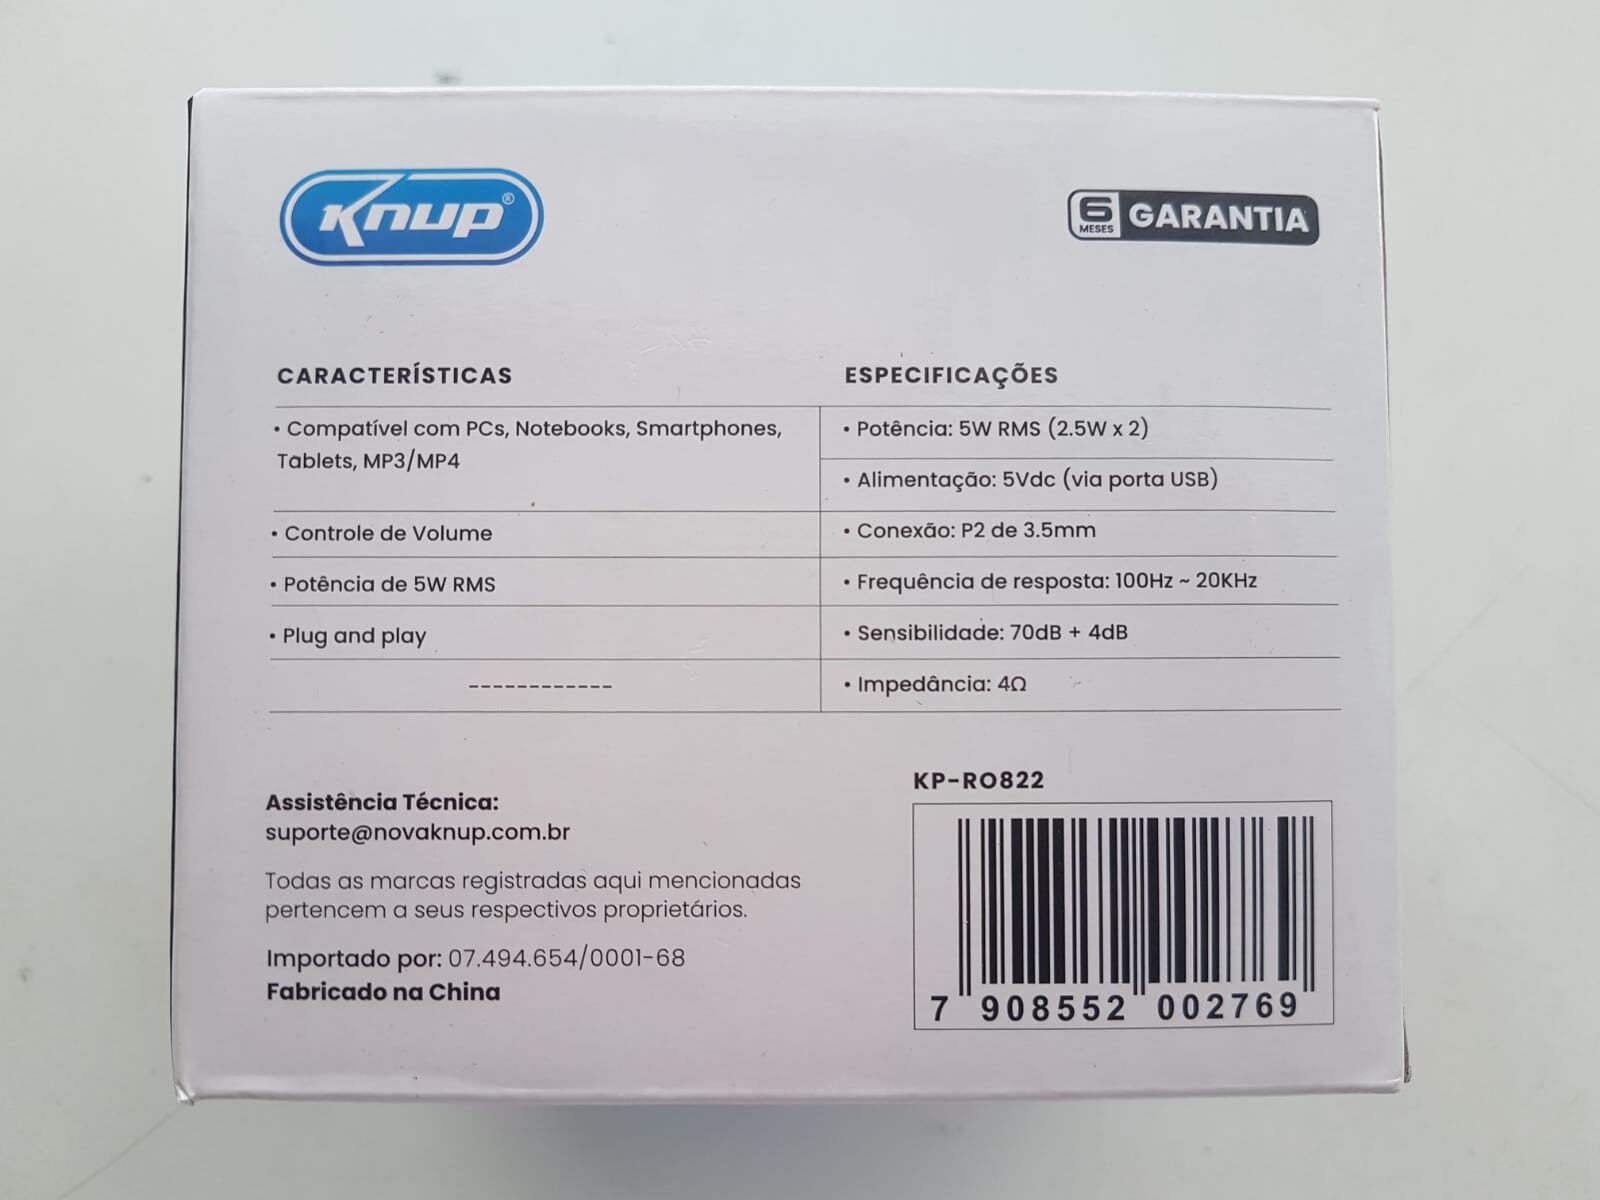 Knup®
6 MESES GARANTIA
CARACTERÍSTICAS
• Compatível com PCs, Notebooks, Smartphones,
Tablets, MP3/MP4
• Controle de Volume
• Potência de 5W RMS
• Plug and play
------------
ESPECIFICAÇÕES
• Potência: 5W RMS (2.5W x 2)
• Alimentação: 5Vdc (via porta USB)
• Conexão: P2 de 3.5mm
• Frequência de resposta: 100Hz ~ 20KHz
• Sensibilidade: 70dB + 4dB
• Impedância: 4Ω
Assistência Técnica:
suporte@novaknup.com.br
Todas as marcas registradas aqui mencionadas
pertencem a seus respectivos proprietários.
Importado por: 07.494.654/0001-68
Fabricado na China
KP-RO822
7 908552 002769